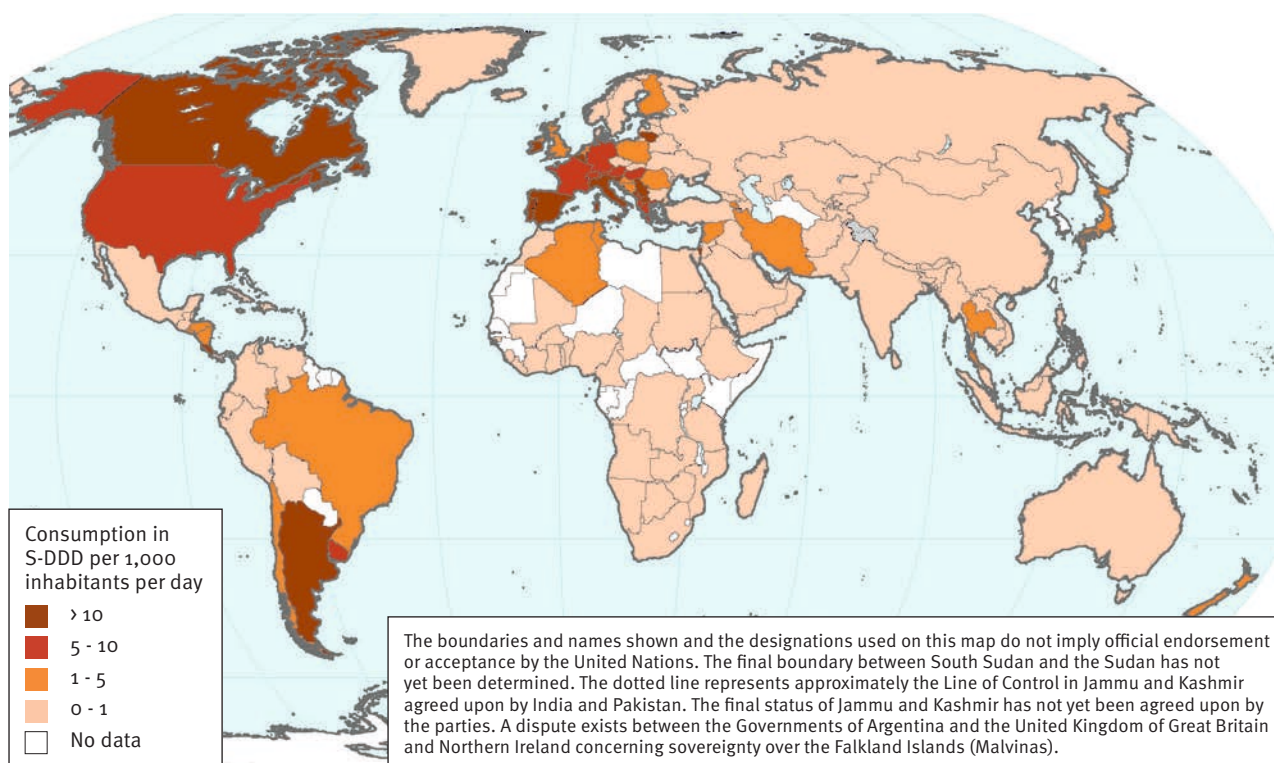 Consumption in
S-DDD per 1,000
inhabitants per day
> 10
5 - 10
1 - 5
0 - 1
No data
The boundaries and names shown and the designations used on this map do not imply official endorsement
or acceptance by the United Nations. The final boundary between South Sudan and the Sudan has not
yet been determined. The dotted line represents approximately the Line of Control in Jammu and Kashmir
agreed upon by India and Pakistan. The final status of Jammu and Kashmir has not yet been agreed upon by
the parties. A dispute exists between the Governments of Argentina and the United Kingdom of Great Britain
and Northern Ireland concerning sovereignty over the Falkland Islands (Malvinas).